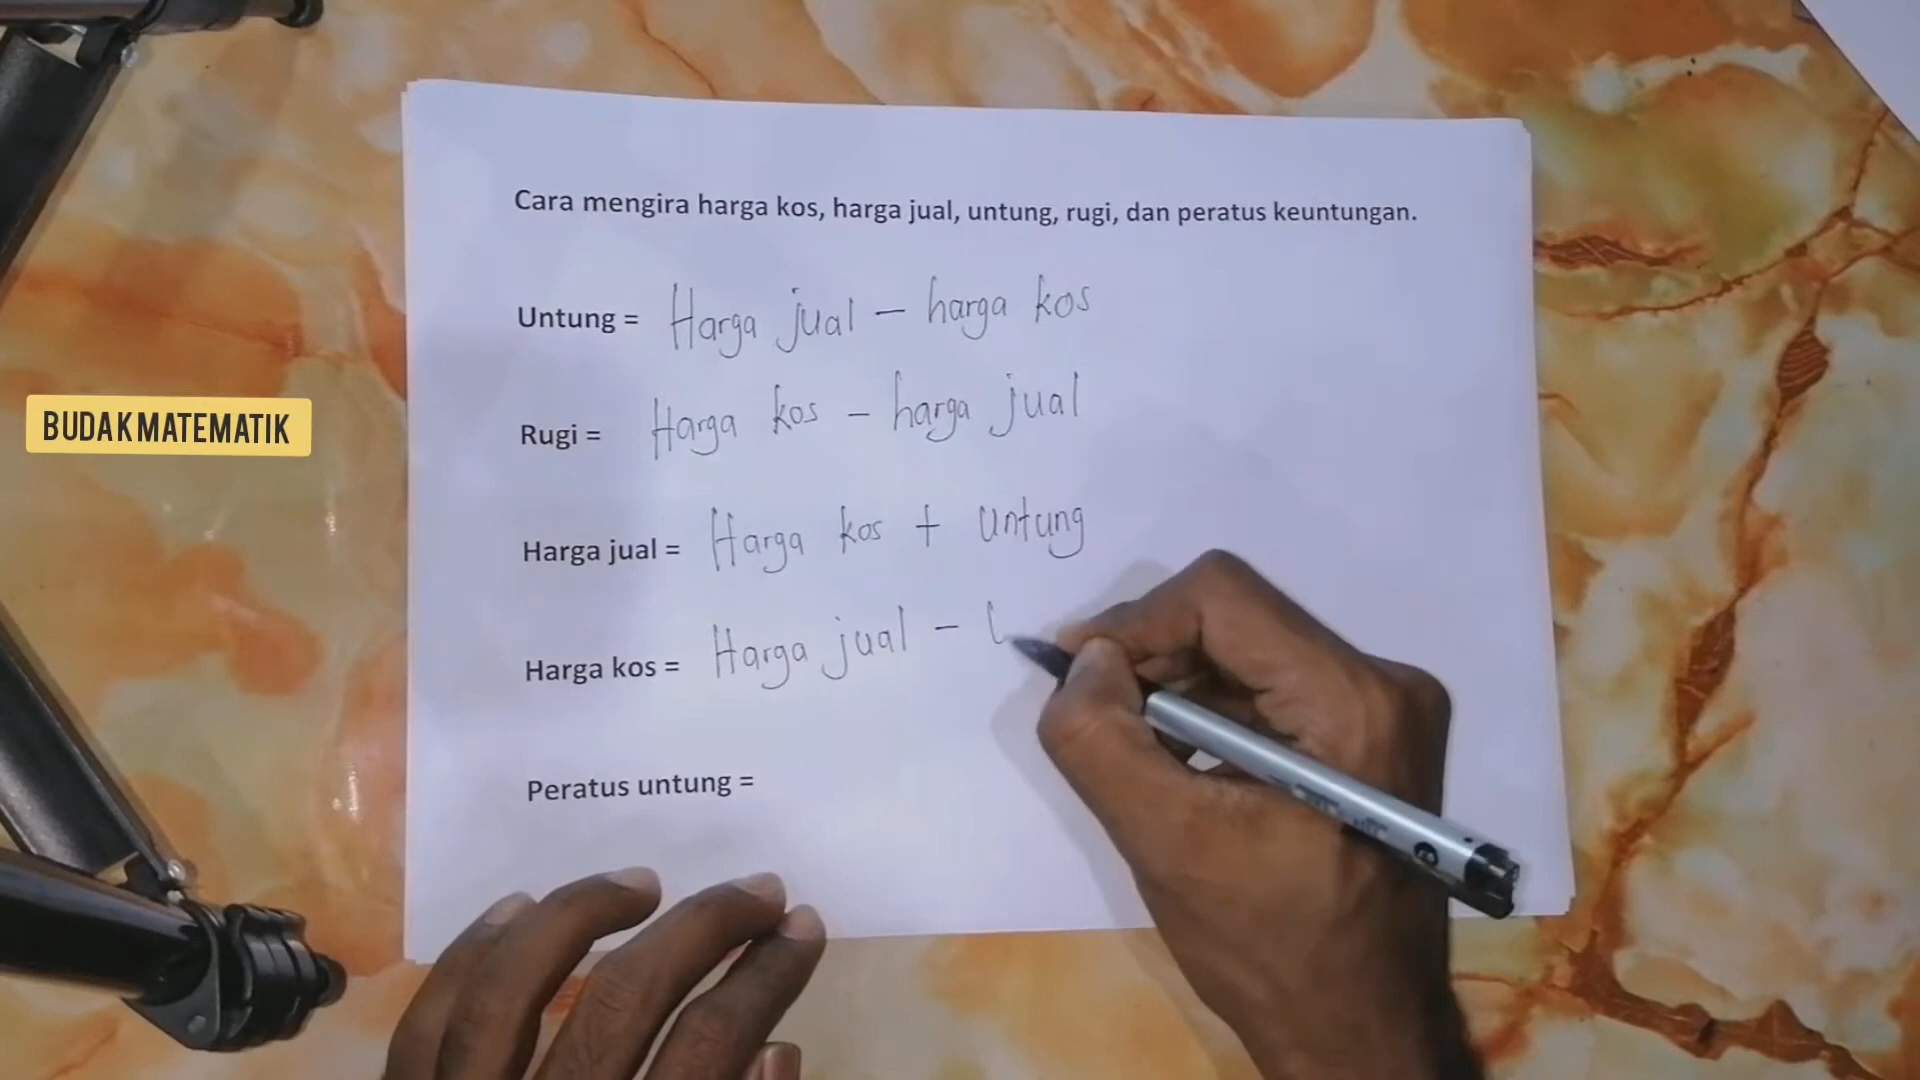 Cara mengira harga kos, harga jual, untung, rugi, dan peratus keuntungan.
Untung = Harga jual - harga kos
BUDAK MATEMATIK
Rugi = Harga kos - harga jual
Harga jual = Harga kos + untung
Harga kos = Harga jual -
Peratus untung =